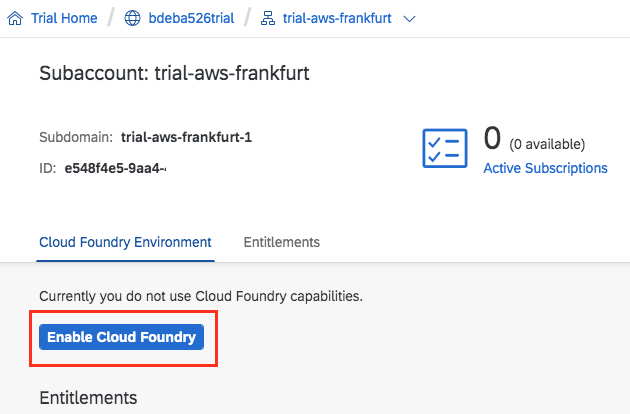 Trial Home / bdeba526trial / trial-aws-frankfurt
Subaccount: trial-aws-frankfurt
Subdomain: trial-aws-frankfurt-1
0 (0 available)
ID: e548f4e5-9aa4-
Active Subscriptions
Cloud Foundry Environment Entitlements
Currently you do not use Cloud Foundry capabilities.
Enable Cloud Foundry
Entitlements